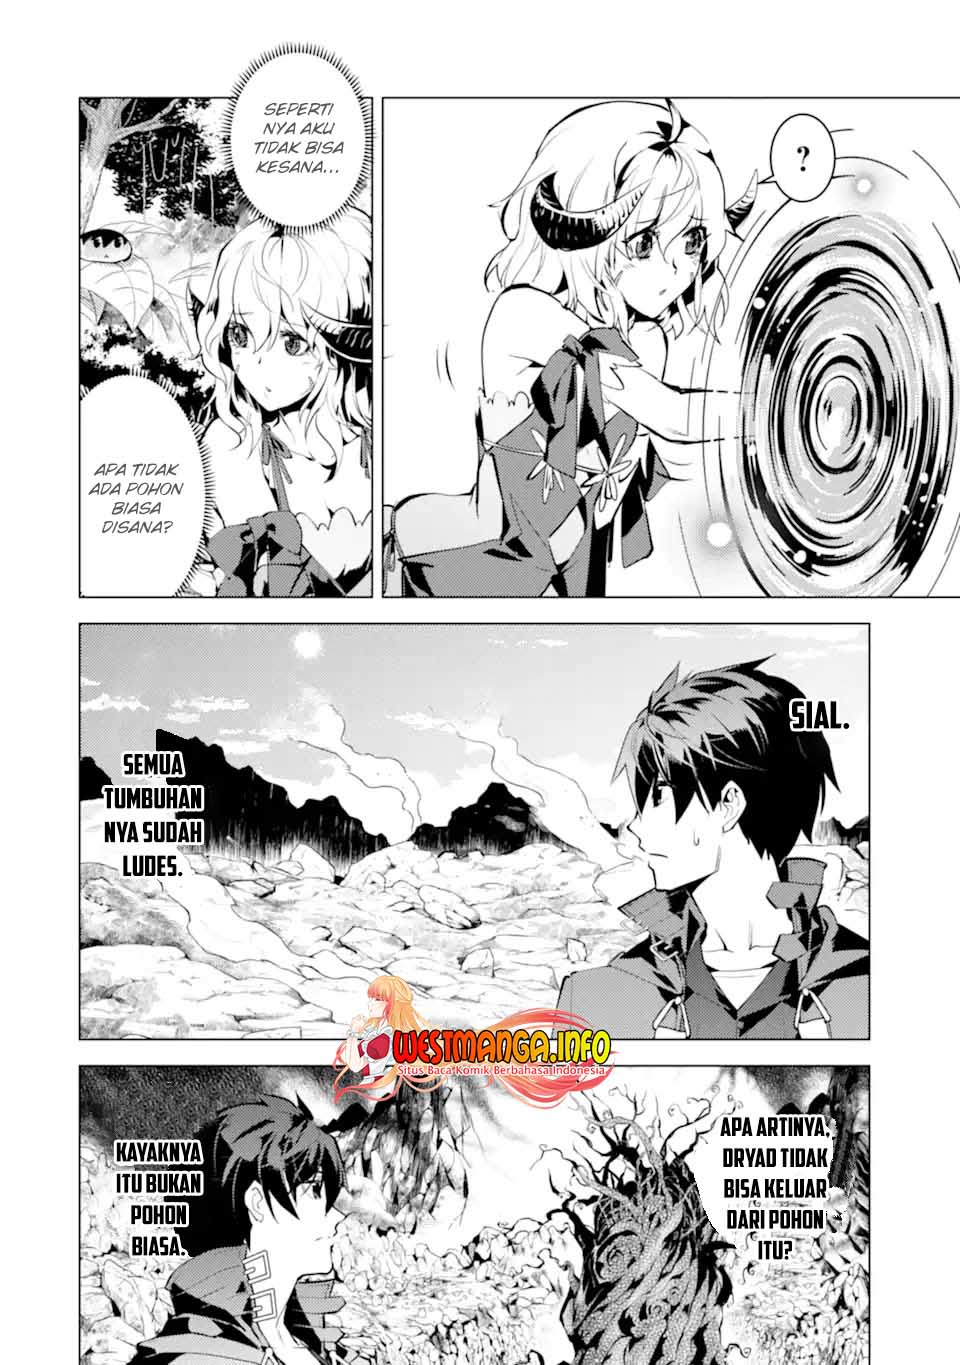 ?
SEPERTI
NYA AKU
TIDAK BISA
KESANA...
APA TIDAK
ADA POHON
BIASA
DISANA?
SIAL.
SEMUA
TUMBUHAN
NYA SUDAH
LUDES.
WESTMANGA.INFO
Situs Baca Komik Berbahasa Indonesia
APA ARTINYA,
DRYAD TIDAK
BISA KELUAR
DARI POHON
ITU?
KAYAKNYA
ITU BUKAN
POHON
BIASA.